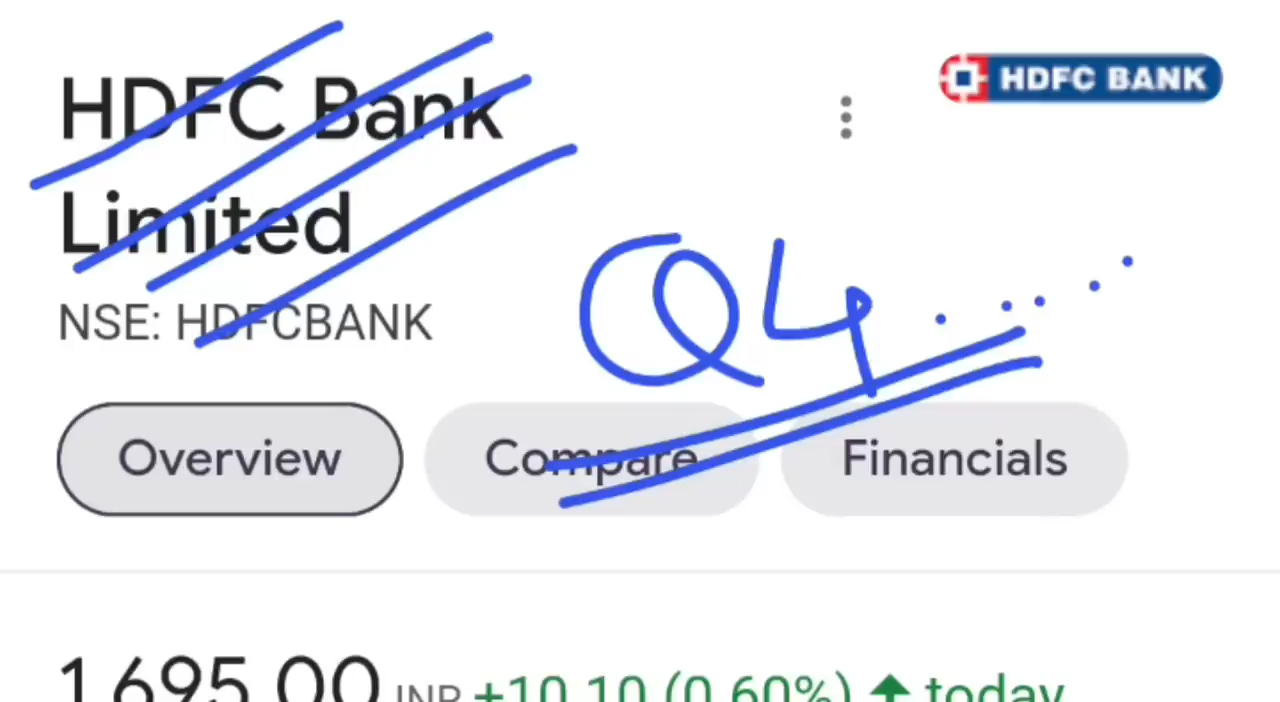 HDFC Bank
Limited
HDFC BANK
NSE: HDFCBANK
Q4.....
Overview
Compare
Financials
1,695.00 INR +10.10 (0.60%) ↑ today